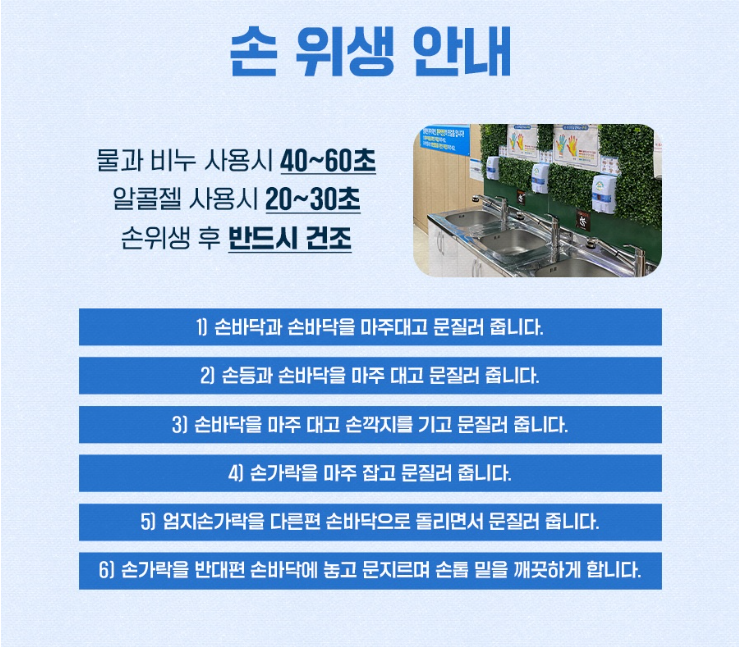 손 위생 안내
물과 비누 사용시 40~60초
알콜젤 사용시 20~30초
손위생 후 반드시 건조
1) 손바닥과 손바닥을 마주대고 문질러 줍니다.
2) 손등과 손바닥을 마주 대고 문질러 줍니다.
3) 손바닥을 마주 대고 손깍지를 기고 문질러 줍니다.
4) 손가락을 마주 잡고 문질러 줍니다.
5) 엄지손가락을 다른편 손바닥으로 돌리면서 문질러 줍니다.
6) 손가락을 반대편 손바닥에 놓고 문지르며 손톱 밑을 깨끗하게 합니다.